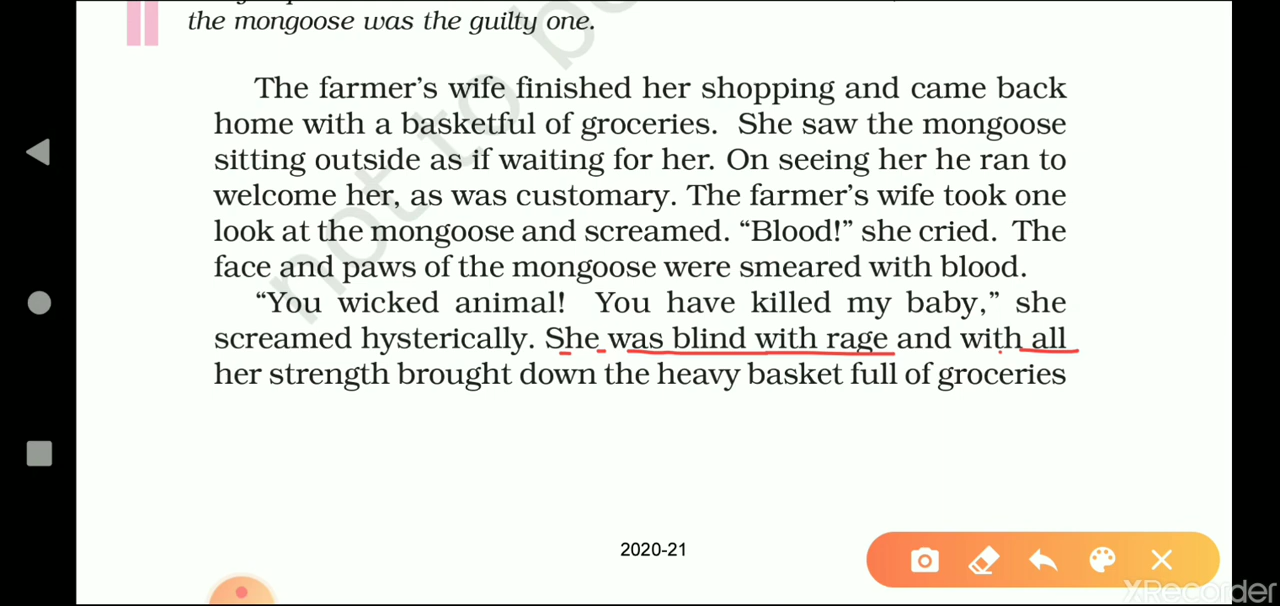 the mongoose was the guilty one.
The farmer's wife finished her shopping and came back
home with a basketful of groceries. She saw the mongoose
sitting outside as if waiting for her. On seeing her he ran to
welcome her, as was customary. The farmer's wife took one
look at the mongoose and screamed. “Blood!” she cried. The
face and paws of the mongoose were smeared with blood.
“You wicked animal! You have killed my baby,” she
screamed hysterically. She was blind with rage and with all
her strength brought down the heavy basket full of groceries
2020-21
not to be
XRecorder